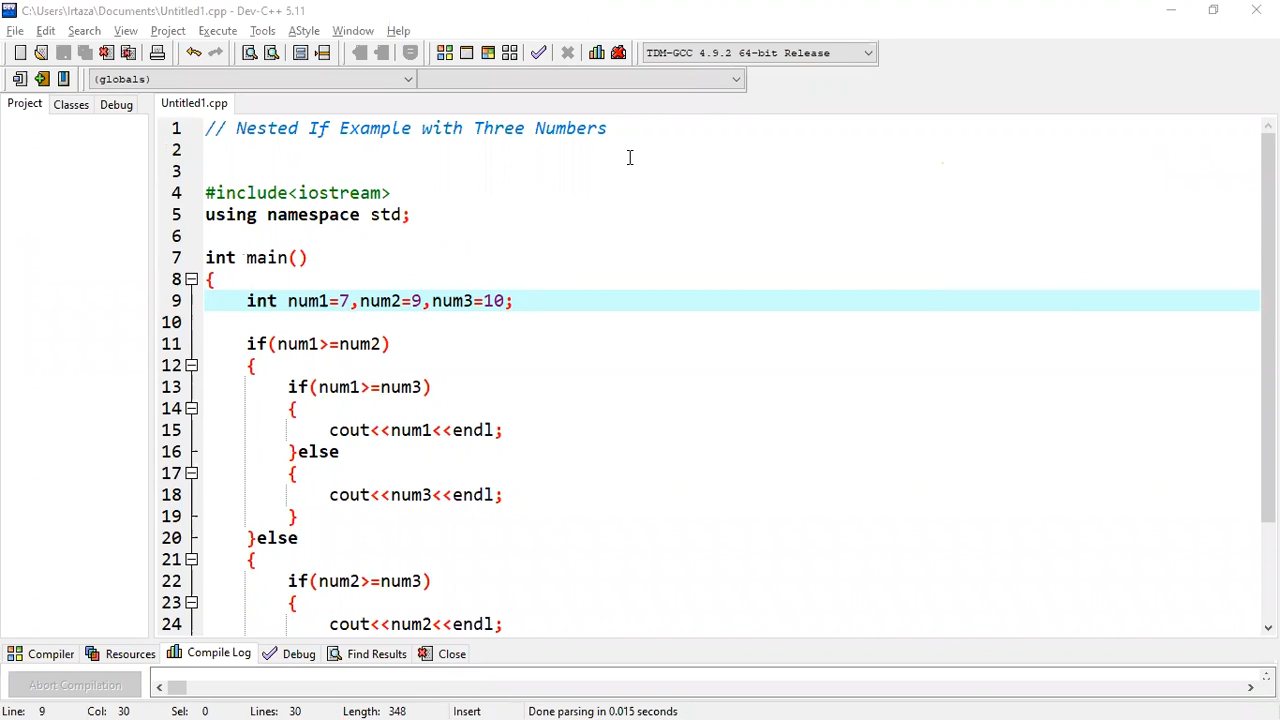 C:\Users\Irtaza\Documents\Untitled1.cpp - Dev-C++ 5.11
File Edit Search View Project Execute Tools AStyle Window Help
TDM-GCC 4.9.2 64-bit Release
(globals)
Project Classes Debug Untitled1.cpp
1 // Nested If Example with Three Numbers
2
3
4 #include<iostream>
5 using namespace std;
6
7 int main()
8 {
9 int num1=7,num2=9,num3=10;
10
11 if(num1>=num2)
12 {
13 if(num1>=num3)
14 {
15 cout<<num1<<endl;
16 }else
17 {
18 cout<<num3<<endl;
19 }
20 }else
21 {
22 if(num2>=num3)
23 {
24 cout<<num2<<endl;
Compiler Resources Compile Log Debug Find Results Close
Abort Compilation
Line: 9 Col: 30 Sel: 0 Lines: 30 Length: 348 Insert Done parsing in 0.015 seconds